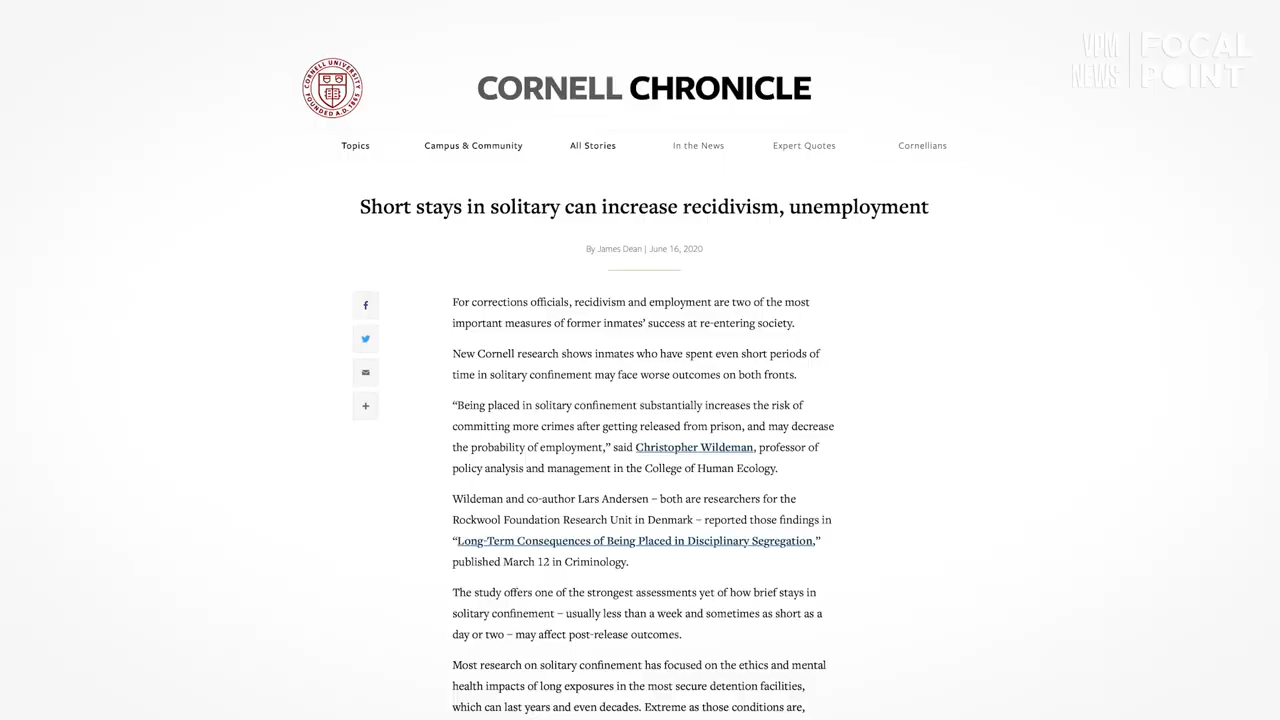 VPM NEWS | FOCAL POINT
CORNELL UNIVERSITY
FOUNDED A.D. 1865
CORNELL CHRONICLE
Topics
Campus & Community
All Stories
In the News
Expert Quotes
Cornellians
Short stays in solitary can increase recidivism, unemployment
By James Dean | June 16, 2020
For corrections officials, recidivism and employment are two of the most
important measures of former inmates’ success at re-entering society.
New Cornell research shows inmates who have spent even short periods of
time in solitary confinement may face worse outcomes on both fronts.
“Being placed in solitary confinement substantially increases the risk of
committing more crimes after getting released from prison, and may decrease
the probability of employment,” said Christopher Wildeman, professor of
policy analysis and management in the College of Human Ecology.
Wildeman and co-author Lars Andersen – both are researchers for the
Rockwool Foundation Research Unit in Denmark – reported those findings in
“Long-Term Consequences of Being Placed in Disciplinary Segregation,”
published March 12 in Criminology.
The study offers one of the strongest assessments yet of how brief stays in
solitary confinement – usually less than a week and sometimes as short as a
day or two – may affect post-release outcomes.
Most research on solitary confinement has focused on the ethics and mental
health impacts of long exposures in the most secure detention facilities,
which can last years and even decades. Extreme as those conditions are,